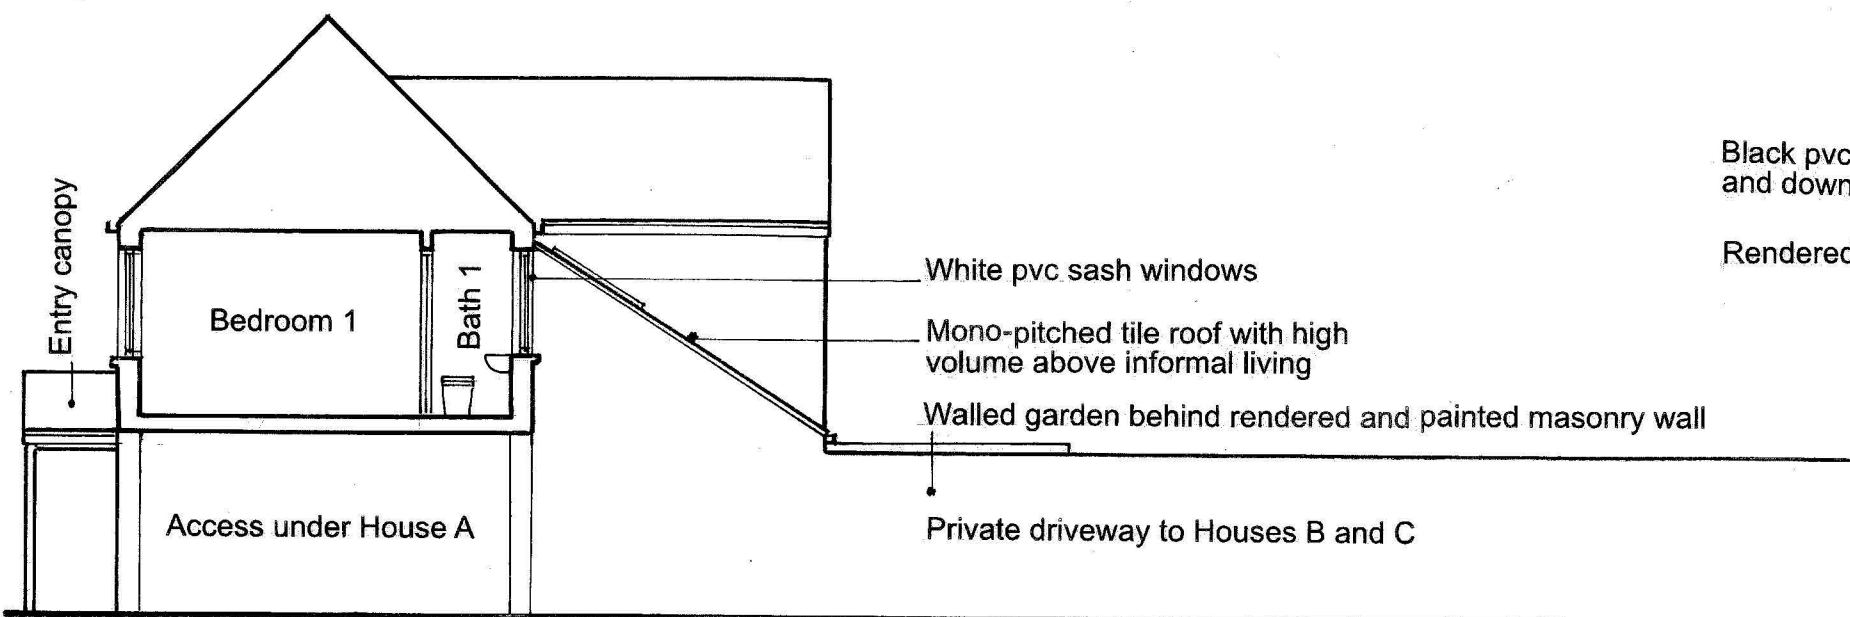 Entry canopy
Bedroom 1
Bath 1
Access under House A
White pvc sash windows
Mono-pitched tile roof with high
volume above informal living
Walled garden behind rendered and painted masonry wall
Private driveway to Houses B and C
Black pvc
and down
Rendered